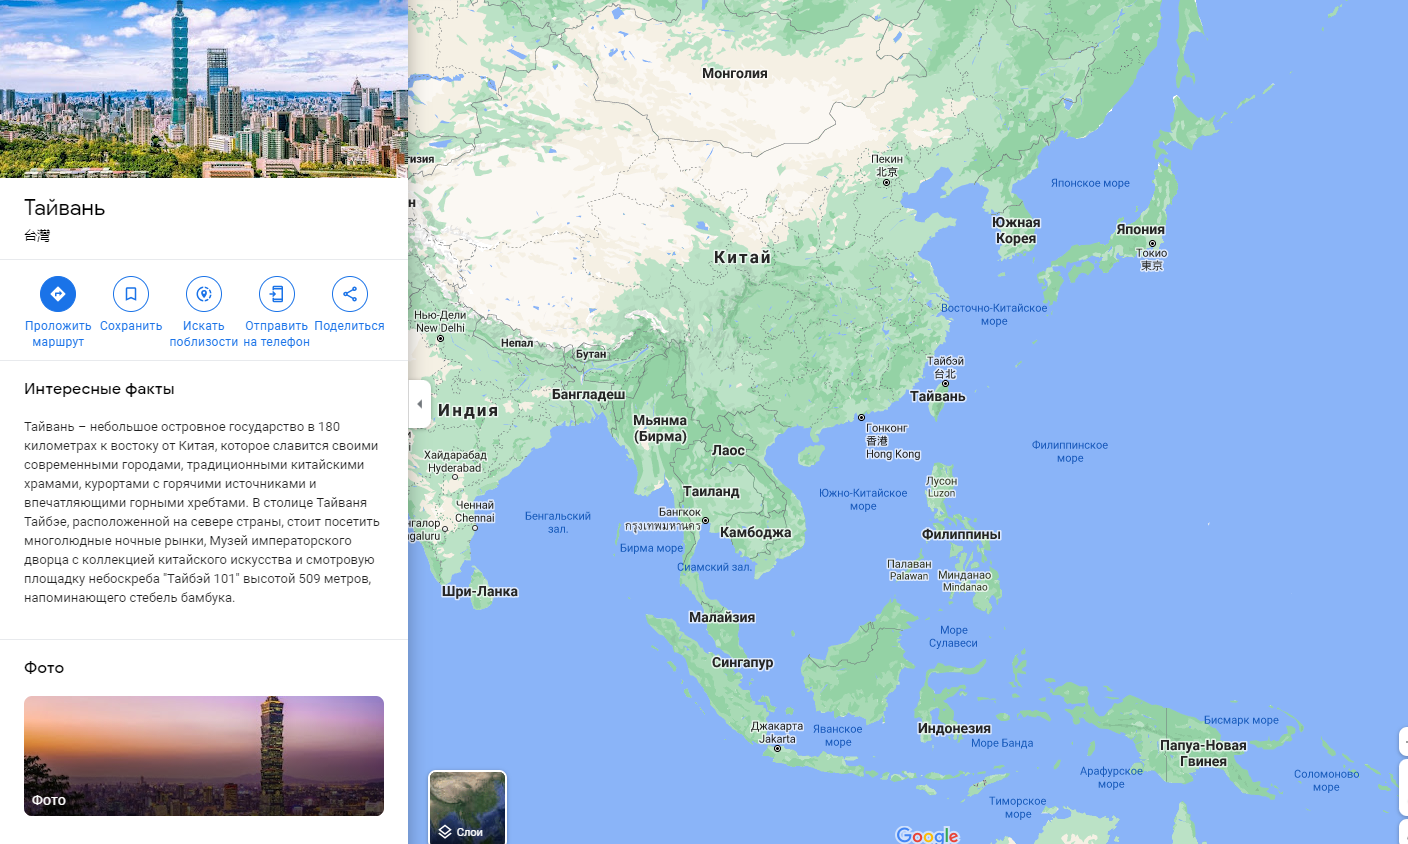 Тайвань
台灣
Проложить маршрут
Сохранить
Искать поблизости
Отправить на телефон
Поделиться
Интересные факты
Тайвань – небольшое островное государство в 180
километрах к востоку от Китая, которое славится своими
современными городами, традиционными китайскими
храмами, курортами с горячими источниками и
впечатляющими горными хребтами. В столице Тайваня
Тайбэе, расположенной на севере страны, стоит посетить
многолюдные ночные рынки, Музей императорского
дворца с коллекцией китайского искусства и смотровую
площадку небоскреба "Тайбэй 101" высотой 509 метров,
напоминающего стебель бамбука.
Фото
Фото
Монголия
Пекин
北京
Японское море
Южная
Корея
Япония
Токио
東京
Китай
Восточно-Китайское
море
Нью-Дели
New Delhi
Непал
Бутан
Бангладеш
Индия
Тайбэй
台北
Тайвань
Мьянма
(Бирма)
Гонконг
香港
Hong Kong
Лаос
Филиппинское
море
Хайдарабад
Hyderabad
Таиланд
Южно-Китайское
море
Лусон
Luzon
Ченнай
Chennai
Бенгальский
зал.
Бангкок
กรุงเทพมหานคร
Камбоджа
Филиппины
Бирма море
Сиамский зал.
Палаван
Palawan
Минданао
Mindanao
Шри-Ланка
Малайзия
Море
Сулавеси
Сингапур
Джакарта
Jakarta
Яванское
море
Индонезия
Море Банда
Бисмарк море
Папуа-Новая
Гвинея
Арафурское
море
Соломоново
море
Тиморское
море
Слои
Google